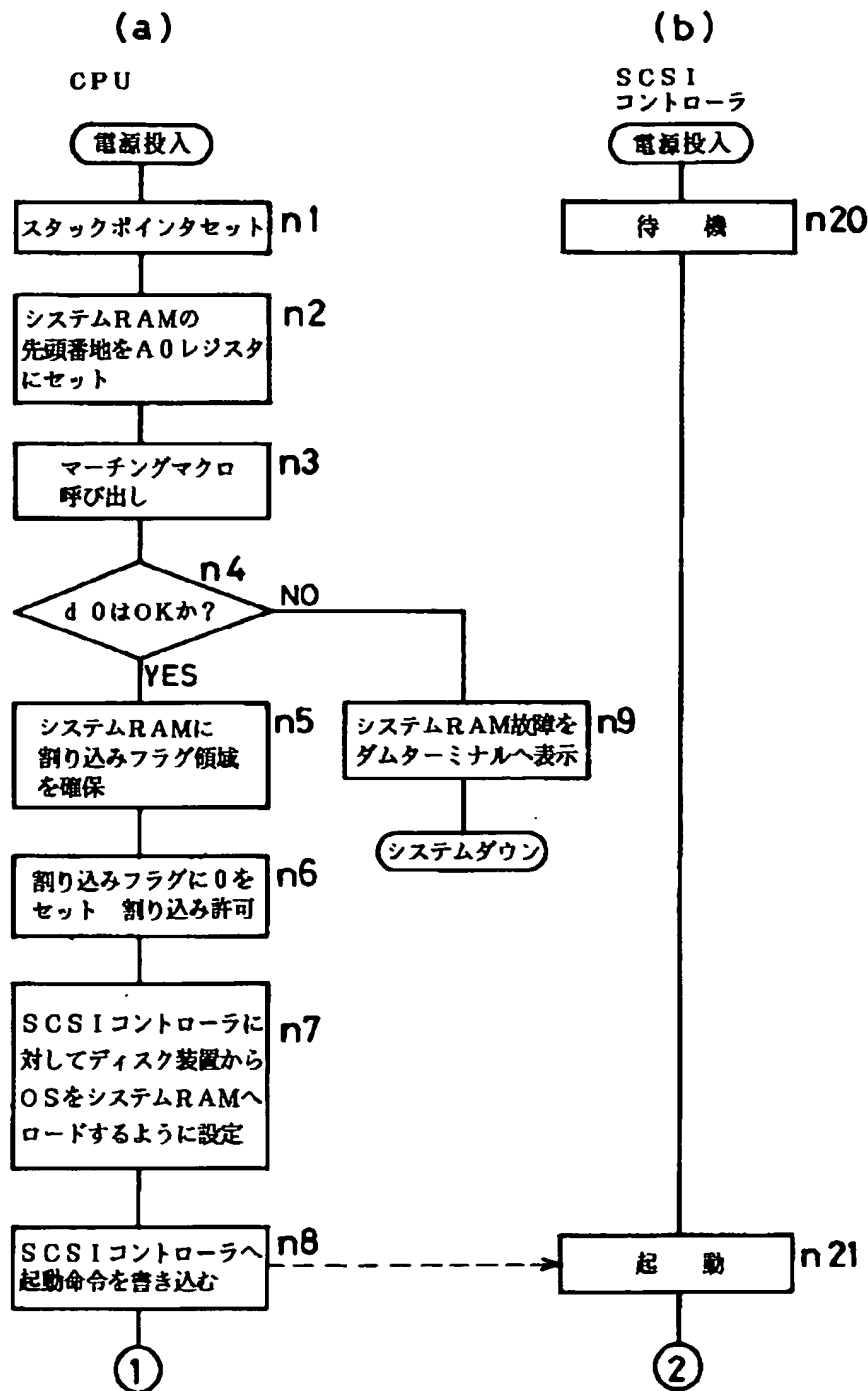 (a)
CPU
電源投入
スタックポインタセット n1
システムRAMの n2
先頭番地をA0レジスタ
にセット
マーチングマクロ n3
呼び出し
n4
d0はOKか? NO
YES
システムRAMに n5
割り込みフラグ領域
を確保
システムRAM故障を n9
ダムターミナルへ表示
システムダウン
割り込みフラグに0を n6
セット 割り込み許可
SCSIコントローラに n7
対してディスク装置から
OSをシステムRAMへ
ロードするように設定
SCSIコントローラへ n8
起動命令を書き込む
1
(b)
SCSI
コントローラ
電源投入
待機 n20
起動 n21
2